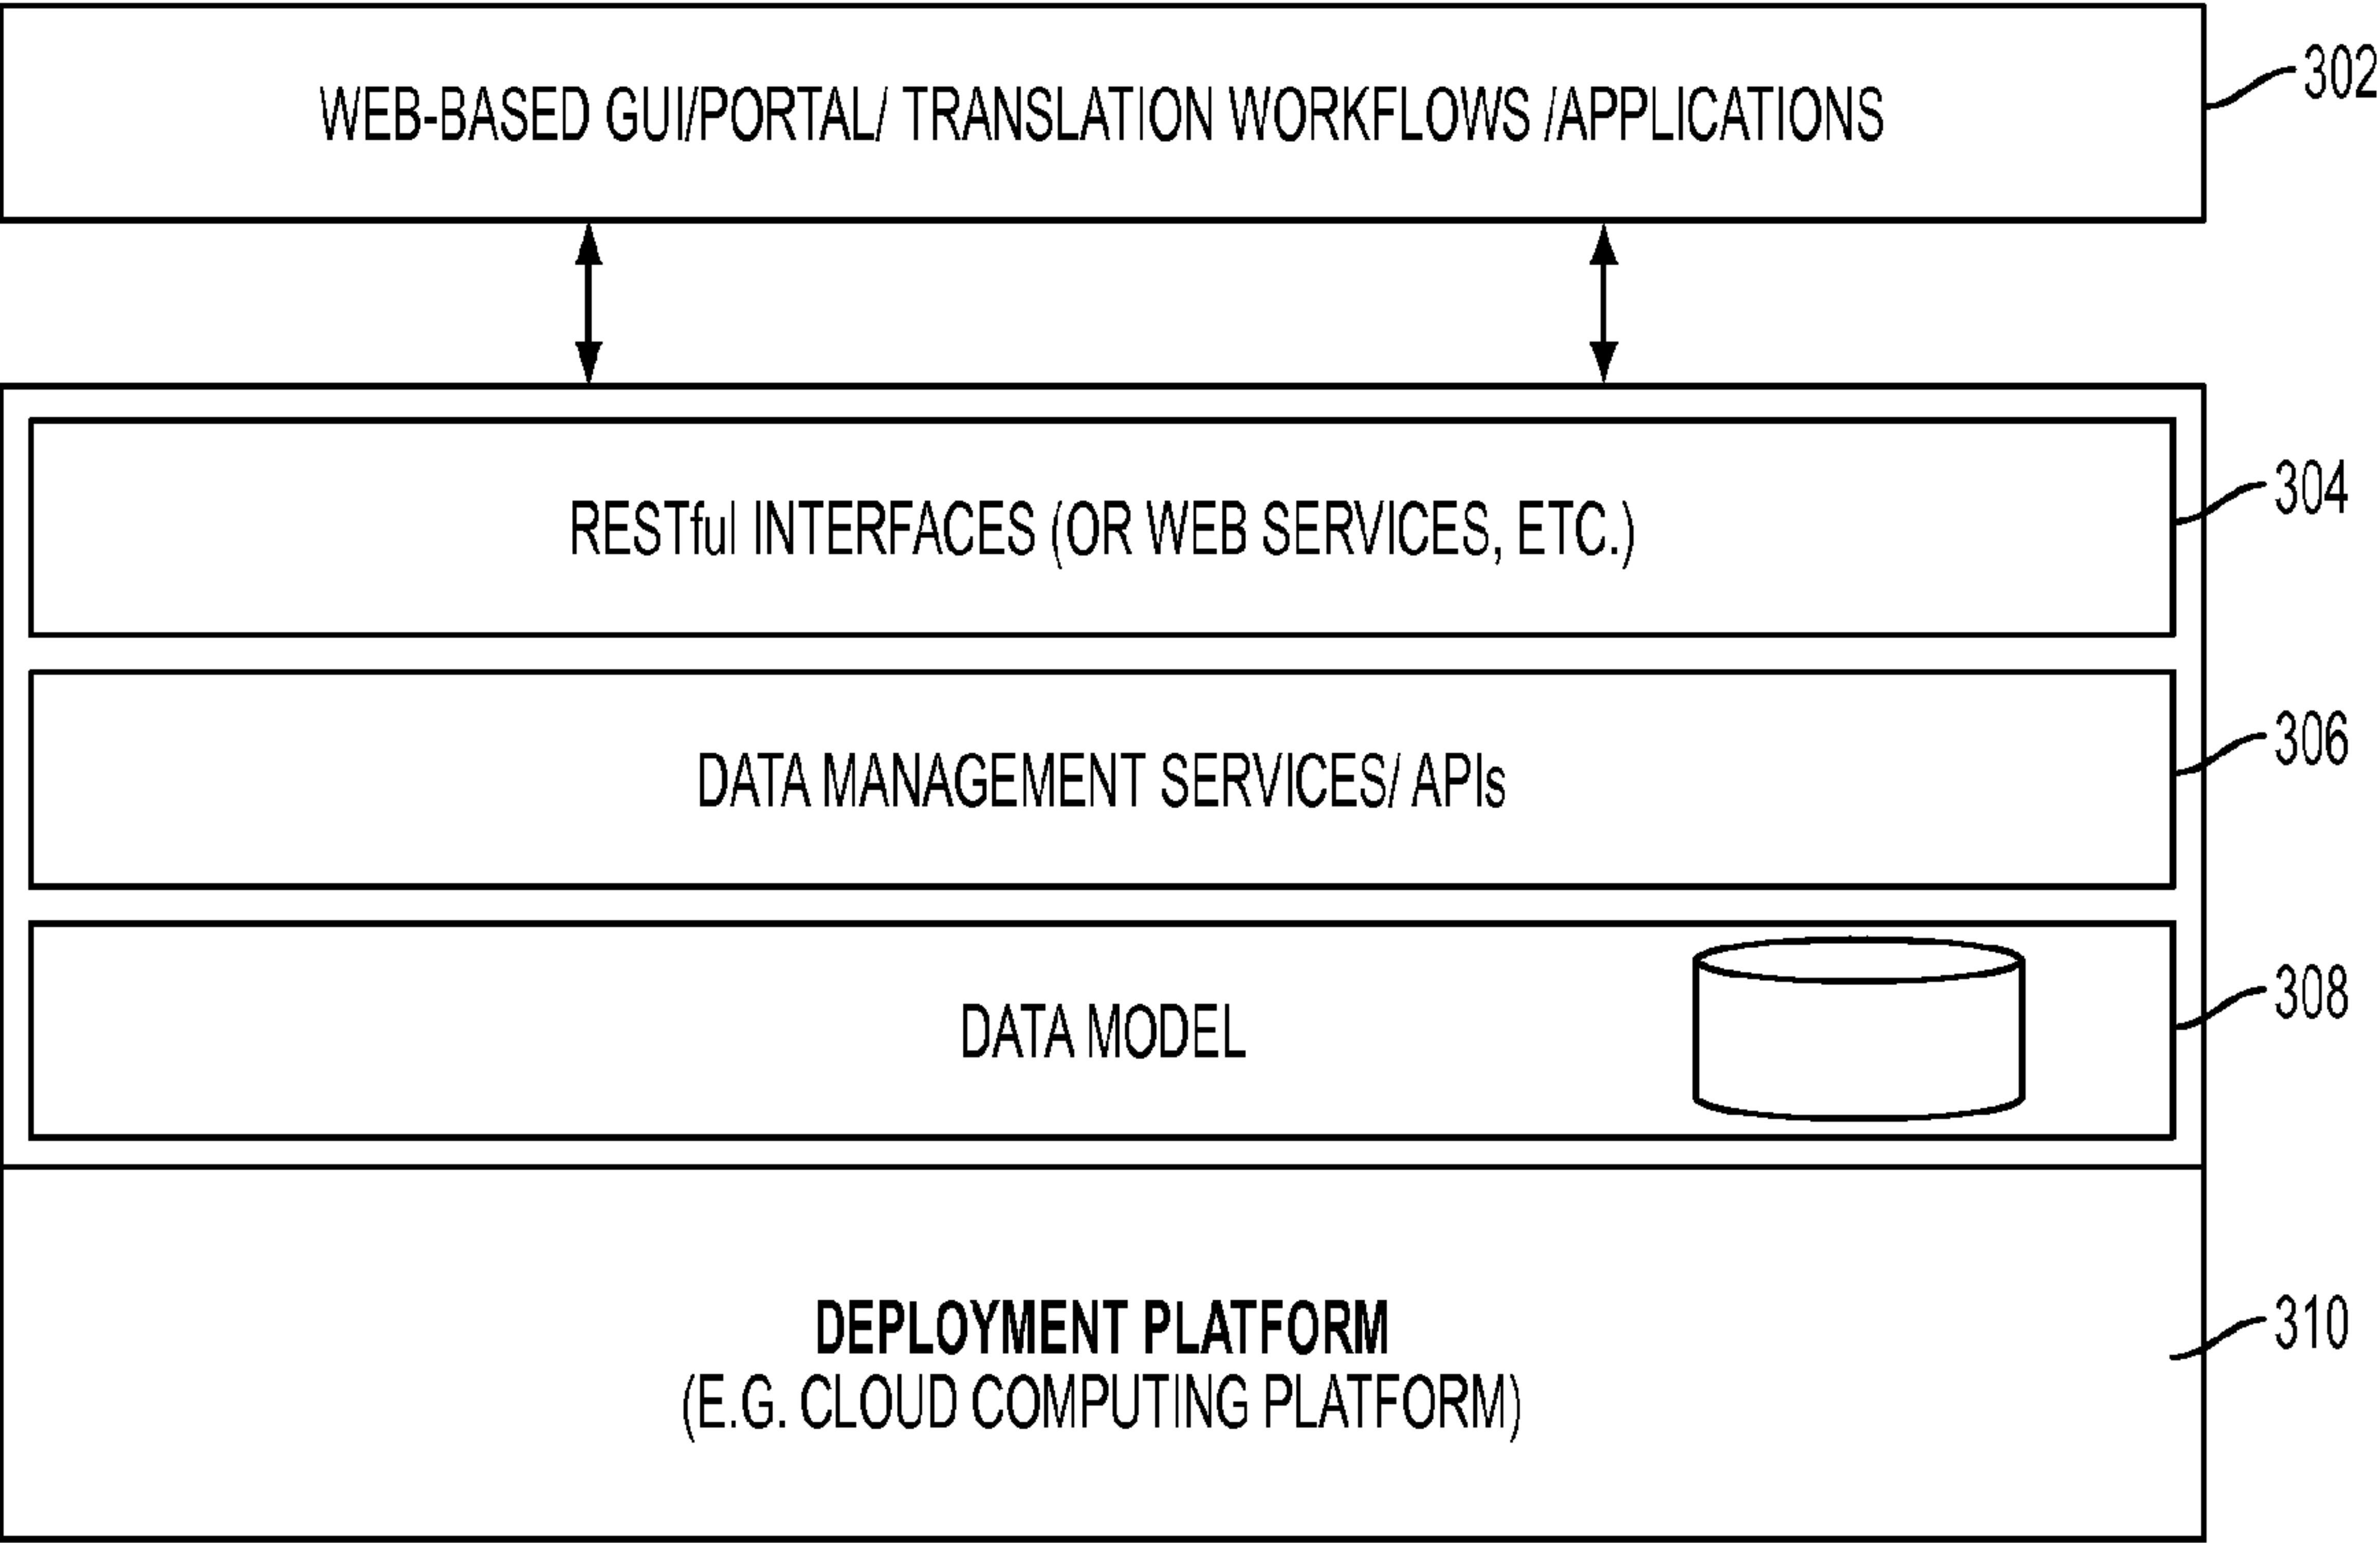 WEB-BASED GUI/PORTAL/ TRANSLATION WORKFLOWS /APPLICATIONS
302
RESTful INTERFACES (OR WEB SERVICES, ETC.)
304
DATA MANAGEMENT SERVICES/ APIs
306
DATA MODEL
308
DEPLOYMENT PLATFORM
(E.G. CLOUD COMPUTING PLATFORM)
310